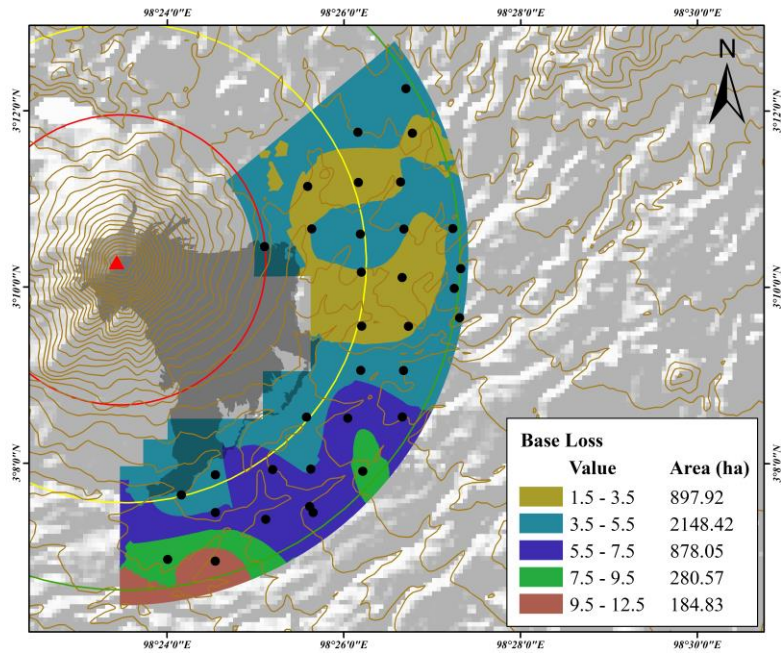 98°24'0"E 98°26'0"E 98°28'0"E 98°30'0"E
N
3°12'0"N
3°12'0"N
3°10'0"N
3°10'0"N
3°8'0"N
3°8'0"N
Base Loss
Value Area (ha)
1.5 - 3.5 897.92
3.5 - 5.5 2148.42
5.5 - 7.5 878.05
7.5 - 9.5 280.57
9.5 - 12.5 184.83
98°24'0"E 98°26'0"E 98°28'0"E 98°30'0"E